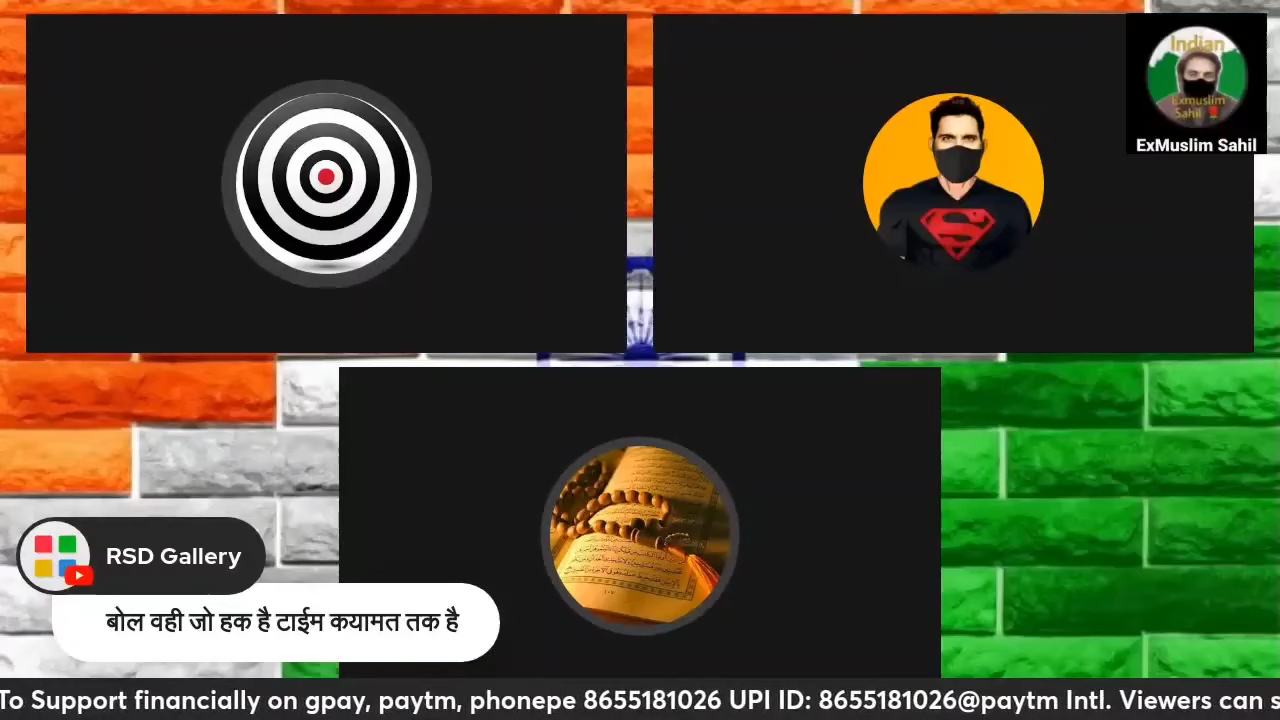 Indian
Exmuslim
Sahil
ExMuslim Sahil
RSD Gallery
बोल वही जो हक है टाईम कयामत तक है
To Support financially on gpay, paytm, phonepe 8655181026 UPI ID: 8655181026@paytm Intl. Viewers can s